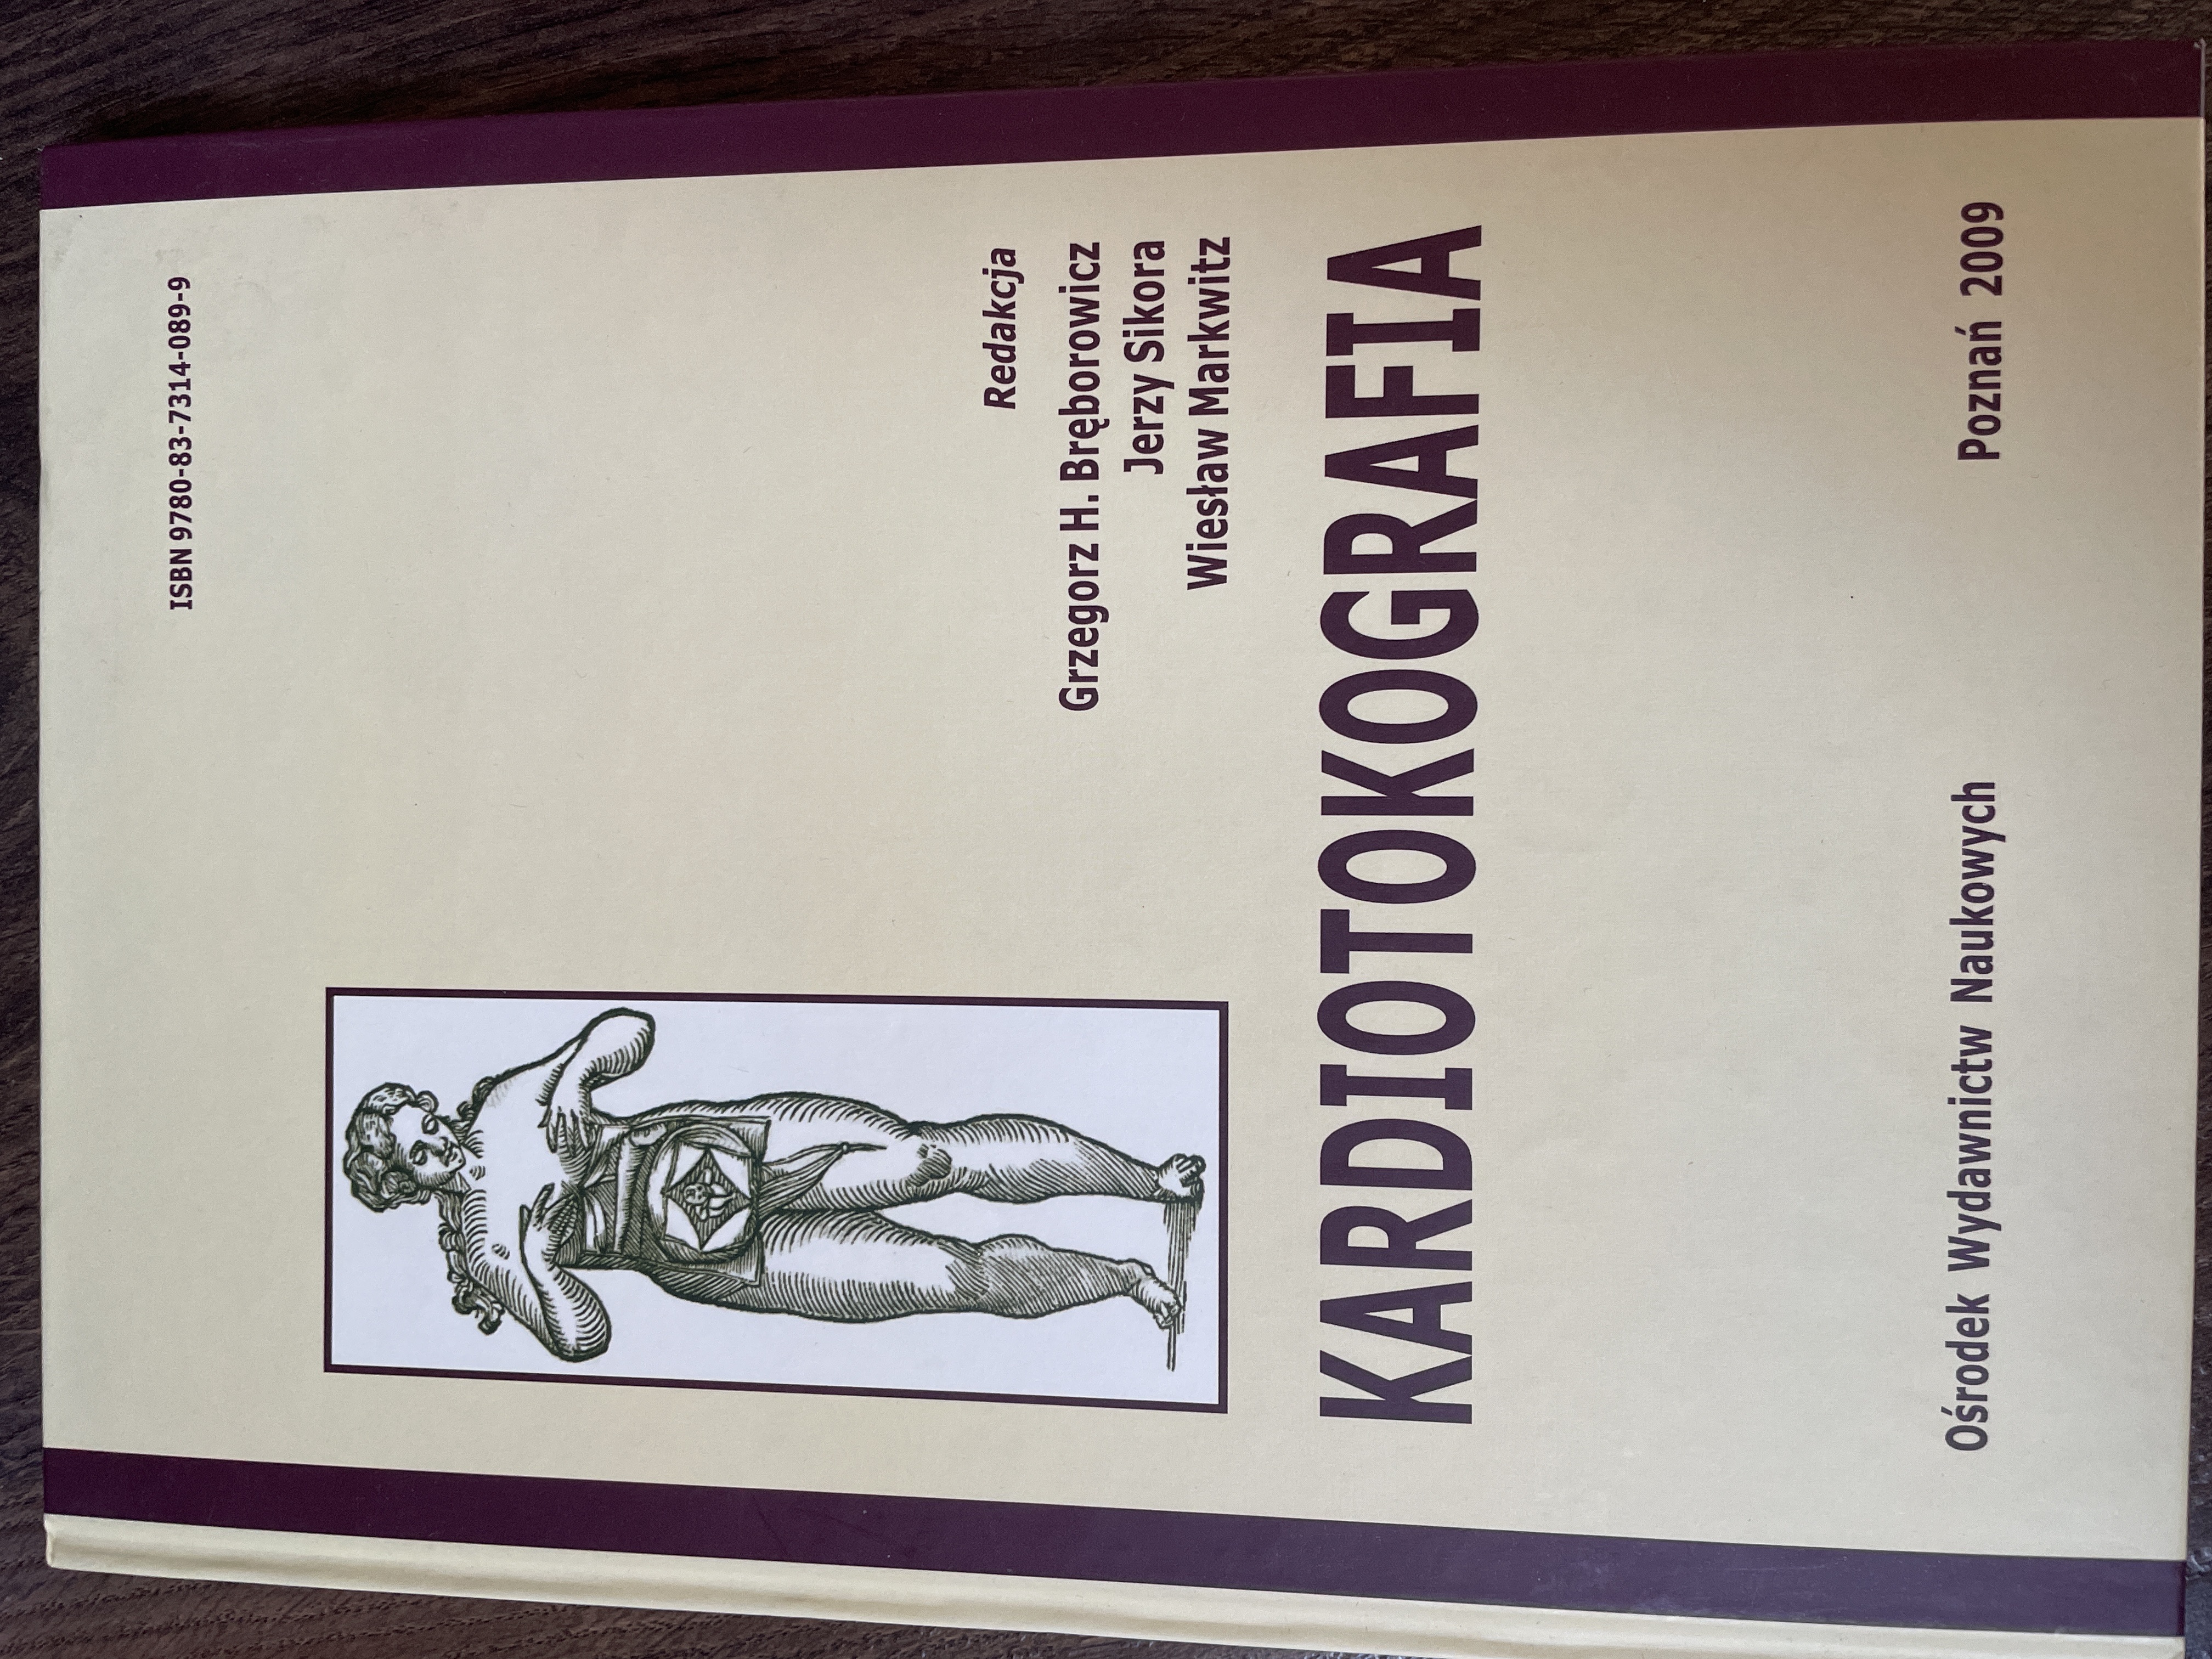 ISBN 9780-83-7314-089-9
Redakcja
Grzegorz H. Bręborowicz
Jerzy Sikora
Wiesław Markwitz
KARDIOTOKOGRAFIA
Ośrodek Wydawnictw Naukowych Poznań 2009